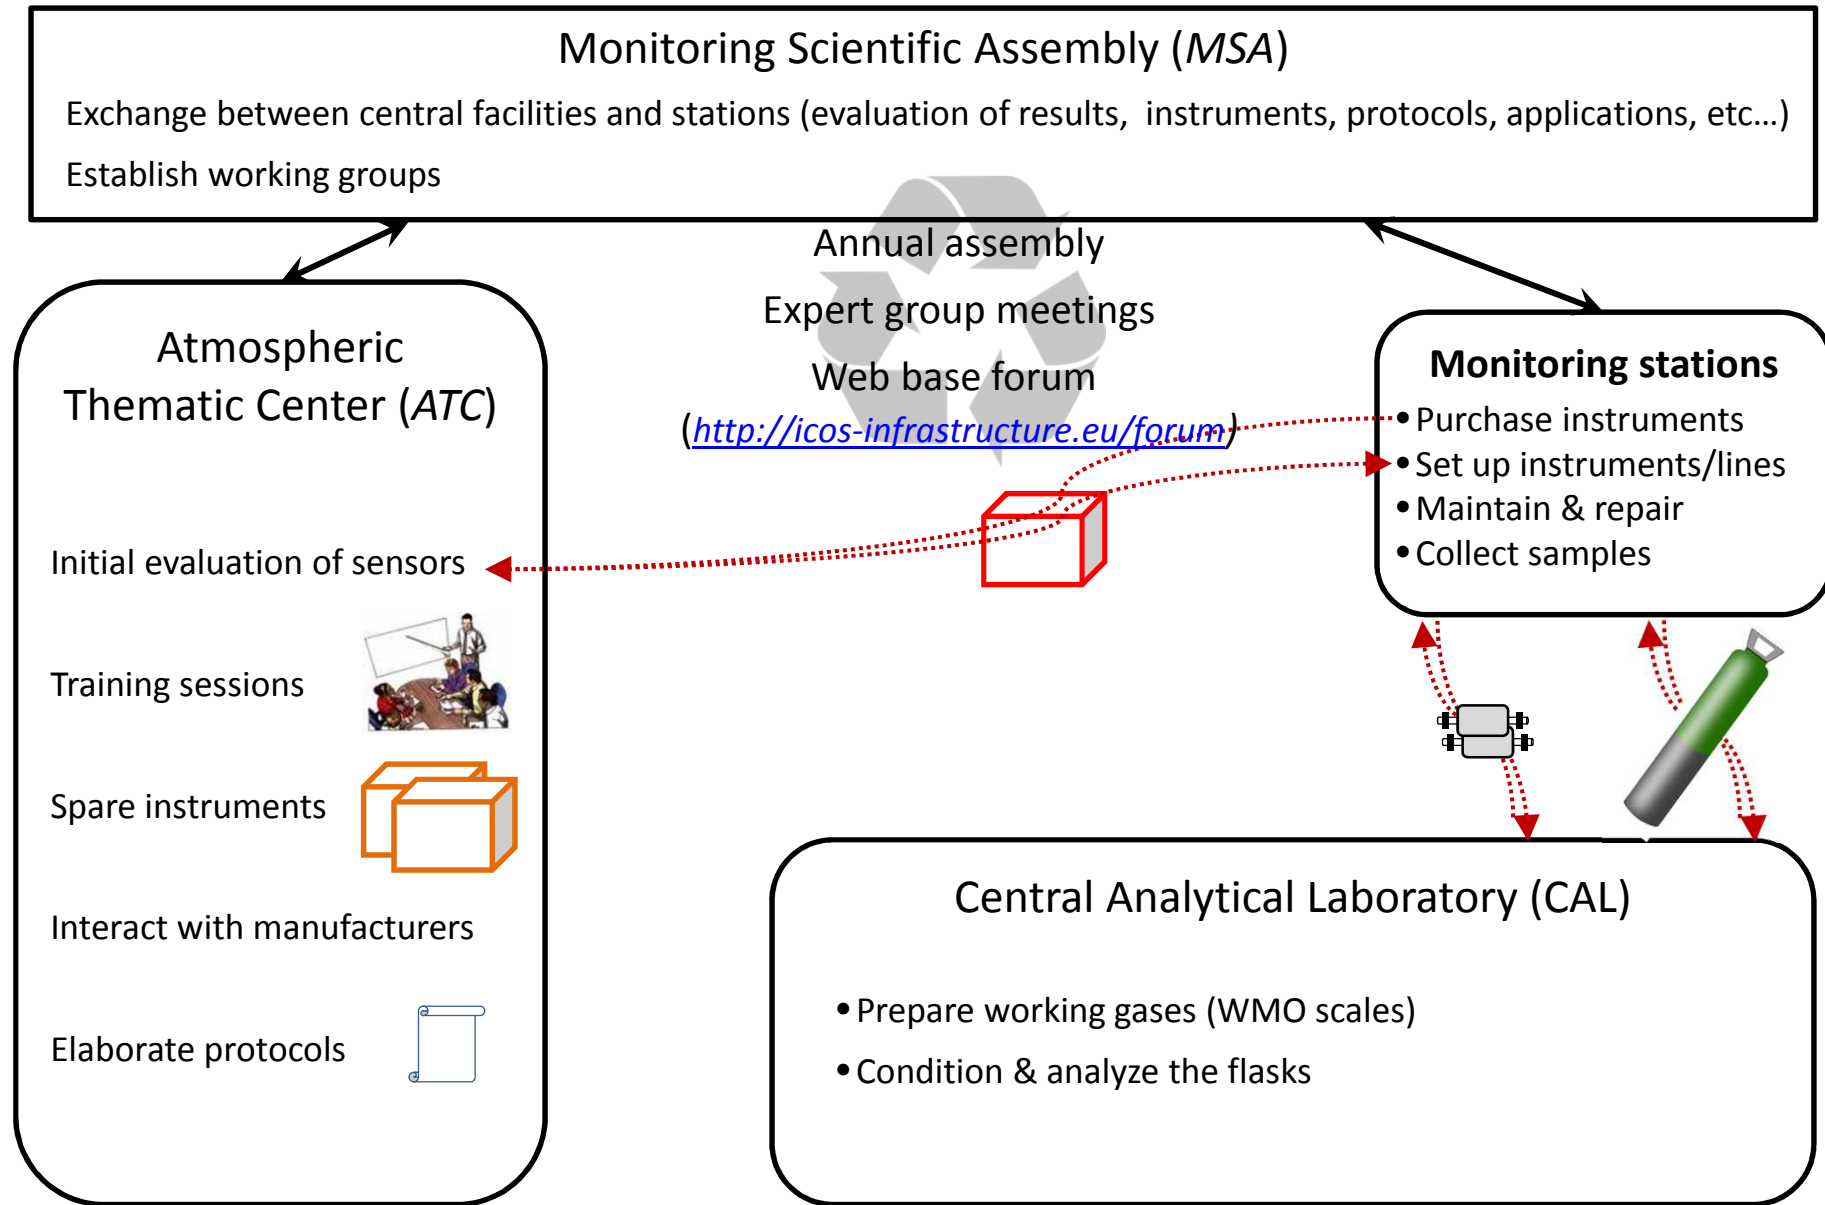 Monitoring Scientific Assembly (MSA)
Exchange between central facilities and stations (evaluation of results, instruments, protocols, applications, etc...)
Establish working groups
Annual assembly
Expert group meetings
Web base forum
(http://icos-infrastructure.eu/forum)
Atmospheric
Thematic Center (ATC)
Initial evaluation of sensors
Training sessions
Spare instruments
Interact with manufacturers
Elaborate protocols
Monitoring stations
•Purchase instruments
•Set up instruments/lines
•Maintain & repair
•Collect samples
Central Analytical Laboratory (CAL)
•Prepare working gases (WMO scales)
•Condition & analyze the flasks